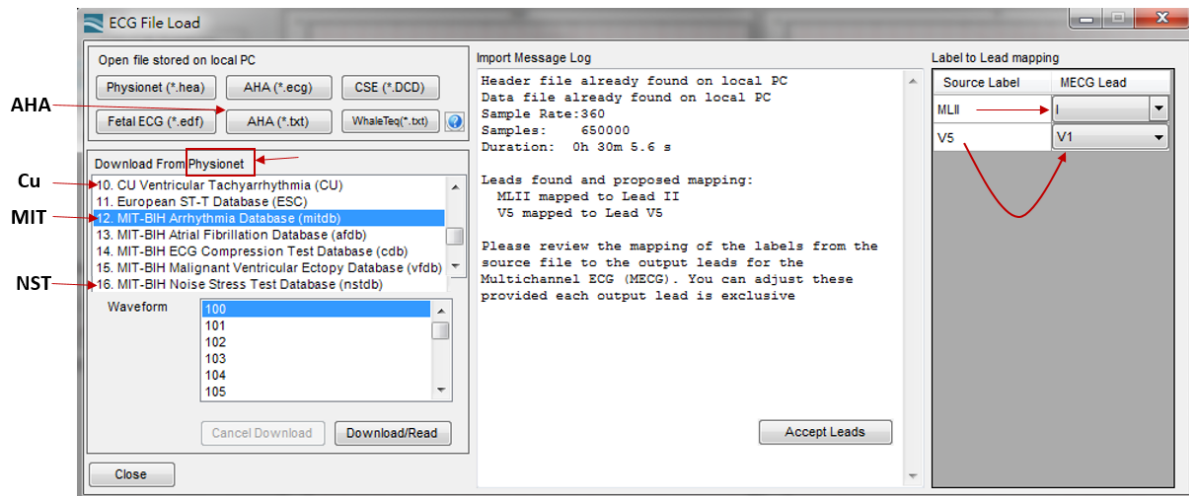 ECG File Load
Open file stored on local PC
Physionet (*.hea)
AHA (*.ecg)
CSE (*.DCD)
Fetal ECG (*.edf)
AHA (*.txt)
WhaleTeq(*.txt)
AHA
Download From Physionet
Cu
10. CU Ventricular Tachyarrhythmia (CU)
11. European ST-T Database (ESC)
MIT
12. MIT-BIH Arrhythmia Database (mitdb)
13. MIT-BIH Atrial Fibrillation Database (afdb)
14. MIT-BIH ECG Compression Test Database (cdb)
15. MIT-BIH Malignant Ventricular Ectopy Database (vfdb)
NST
16. MIT-BIH Noise Stress Test Database (nstdb)
Waveform
100
101
102
103
104
105
Cancel Download
Download/Read
Close
Import Message Log
Header file already found on local PC
Data file already found on local PC
Sample Rate:360
Samples: 650000
Duration: 0h 30m 5.6 s
Leads found and proposed mapping:
MLII mapped to Lead II
V5 mapped to Lead V5
Please review the mapping of the labels from the
source file to the output leads for the
Multichannel ECG (MECG). You can adjust these
provided each output lead is exclusive
Accept Leads
Label to Lead mapping
Source Label MECG Lead
MLII I
V5 V1